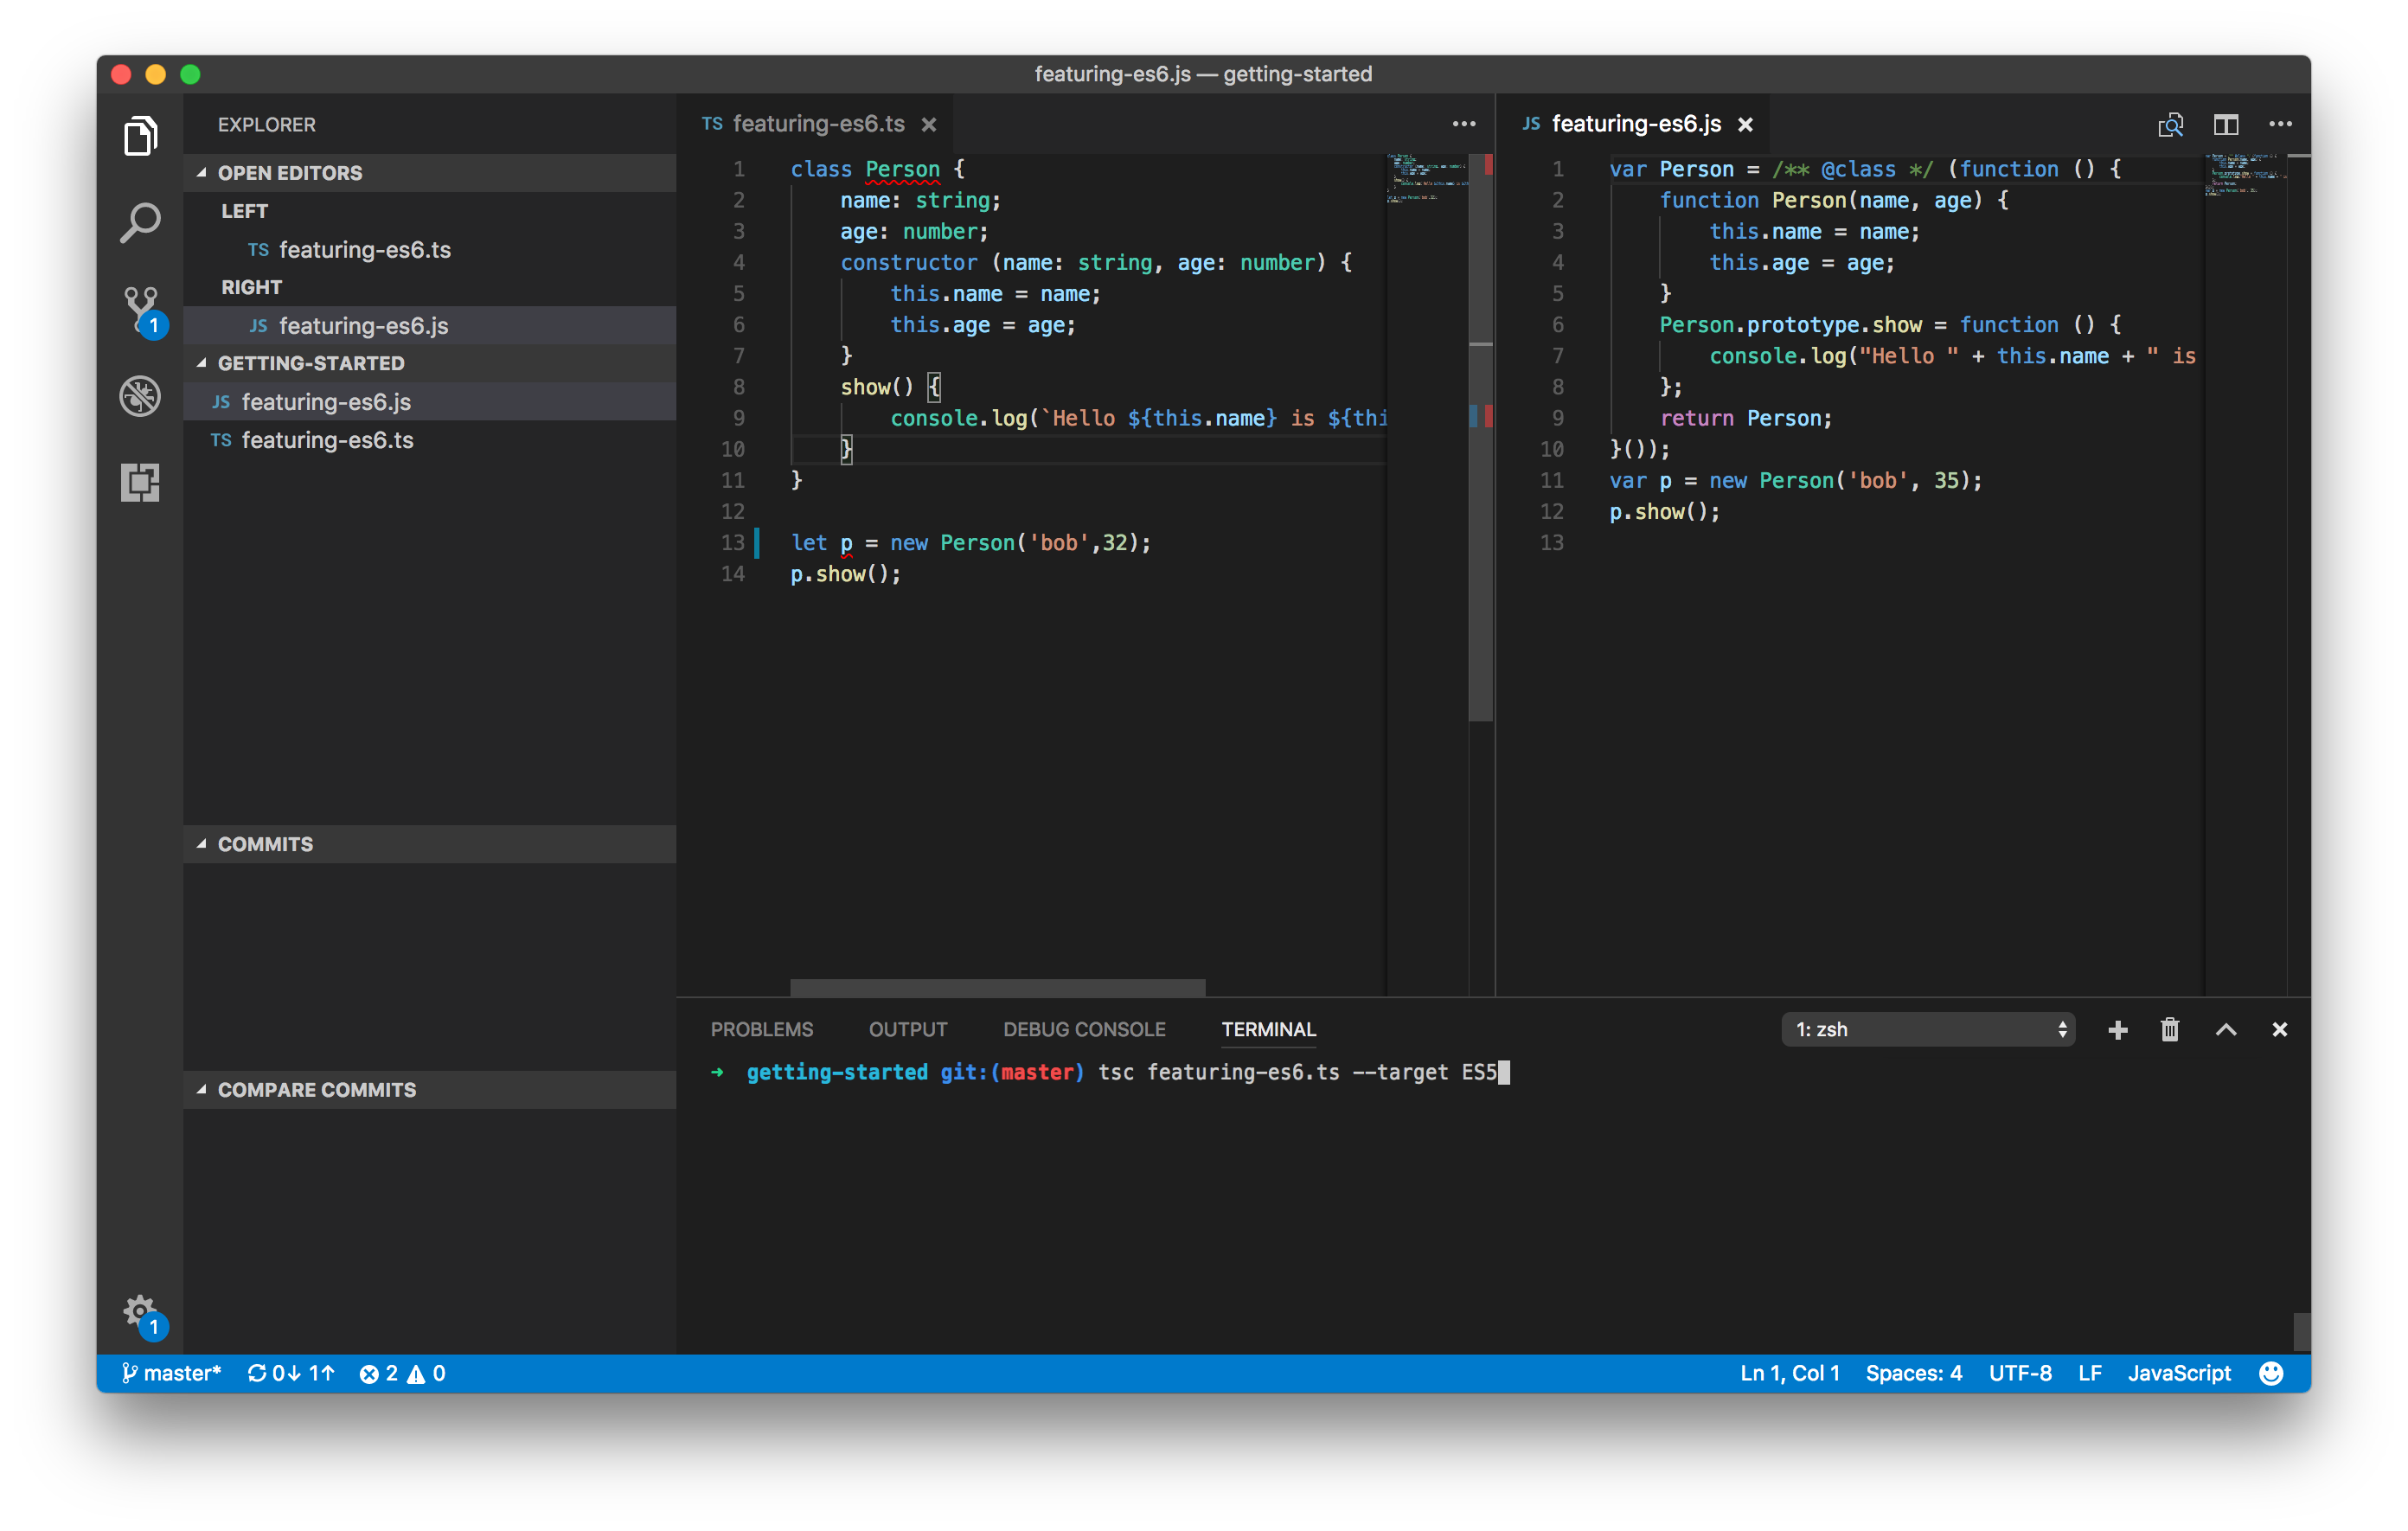 featuring-es6.js — getting-started
EXPLORER
OPEN EDITORS
LEFT
TS featuring-es6.ts
RIGHT
JS featuring-es6.js
GETTING-STARTED
JS featuring-es6.js
TS featuring-es6.ts
COMMITS
COMPARE COMMITS
1
1
TS featuring-es6.ts
1 class Person {
2 name: string;
3 age: number;
4 constructor (name: string, age: number) {
5 this.name = name;
6 this.age = age;
7 }
8 show() {
9 console.log(`Hello ${this.name} is ${thi
10 }
11 }
12
13 let p = new Person('bob',32);
14 p.show();
JS featuring-es6.js
1 var Person = /** @class */ (function () {
2 function Person(name, age) {
3 this.name = name;
4 this.age = age;
5 }
6 Person.prototype.show = function () {
7 console.log("Hello " + this.name + " is
8 };
9 return Person;
10 }());
11 var p = new Person('bob', 35);
12 p.show();
13
PROBLEMS OUTPUT DEBUG CONSOLE TERMINAL 1: zsh
➜ getting-started git:(master) tsc featuring-es6.ts --target ES5
master* 0↓ 1↑ 2 0 Ln 1, Col 1 Spaces: 4 UTF-8 LF JavaScript